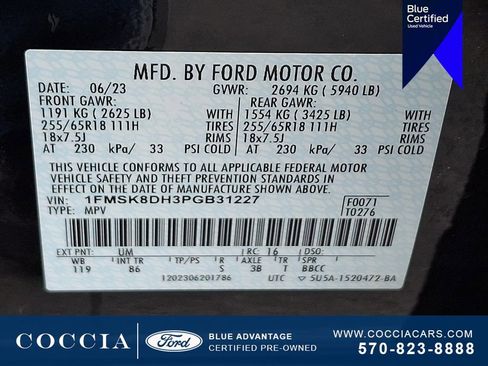 Blue
Certified
Used Vehicle
MFD. BY FORD MOTOR CO.
DATE: 06/23 GVWR: 2694 KG ( 5940 LB)
FRONT GAWR: REAR GAWR:
1191 KG ( 2625 LB) 1554 KG ( 3425 LB)
255/65R18 111H TIRES 255/65R18 111H TIRES
18x7.5J RIMS 18x7.5J RIMS
AT 230 kPa/ 33 PSI COLD AT 230 kPa/ 33 PSI COLD
THIS VEHICLE CONFORMS TO ALL APPLICABLE FEDERAL MOTOR
VEHICLE SAFETY AND THEFT PREVENTION STANDARDS IN
EFFECT ON THE DATE OF MANUFACTURE SHOWN ABOVE.
VIN: 1FMSK8DH3PGB31227 F0071
TYPE: MPV T0276
EXT PNT: UM RC: 16 DSO:
WB INT TR TP/PS R AXLE TR SPR
119 86 S 3B T BBCC
1202306201786 UTC 5U5A-1520472-BA
COCCIA Ford BLUE ADVANTAGE
CERTIFIED PRE-OWNED
WWW.COCCIACARS.COM
570-823-8888